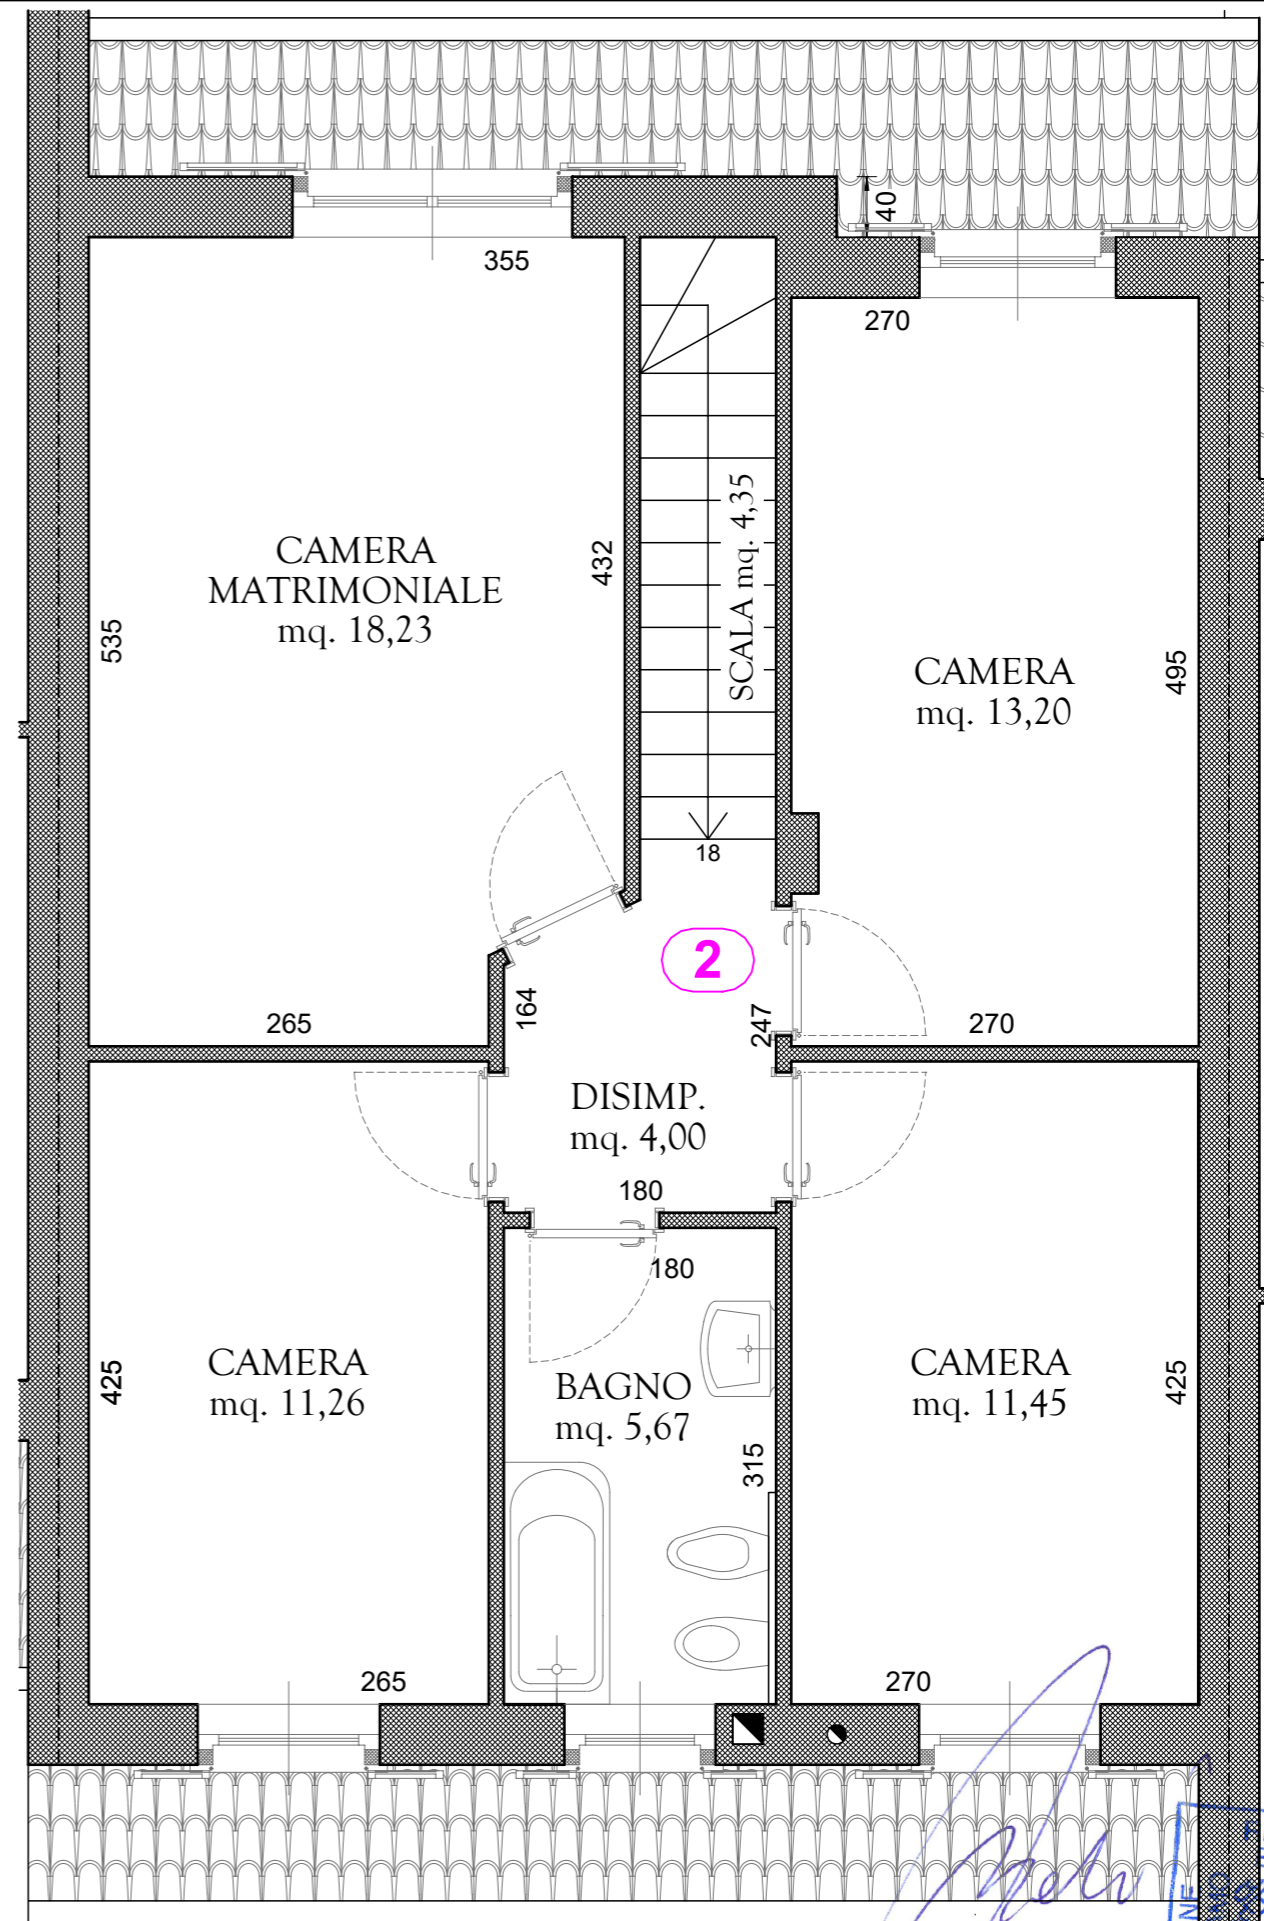 40
355
270
CAMERA
MATRIMONIALE
mq. 18,23
432
535
SCALA mq. 4,35
CAMERA
mq. 13,20
495
18
2
265
164
247
270
DISIMP.
mq. 4,00
180
180
CAMERA
mq. 11,26
425
BAGNO
mq. 5,67
315
CAMERA
mq. 11,45
425
265
270
NE